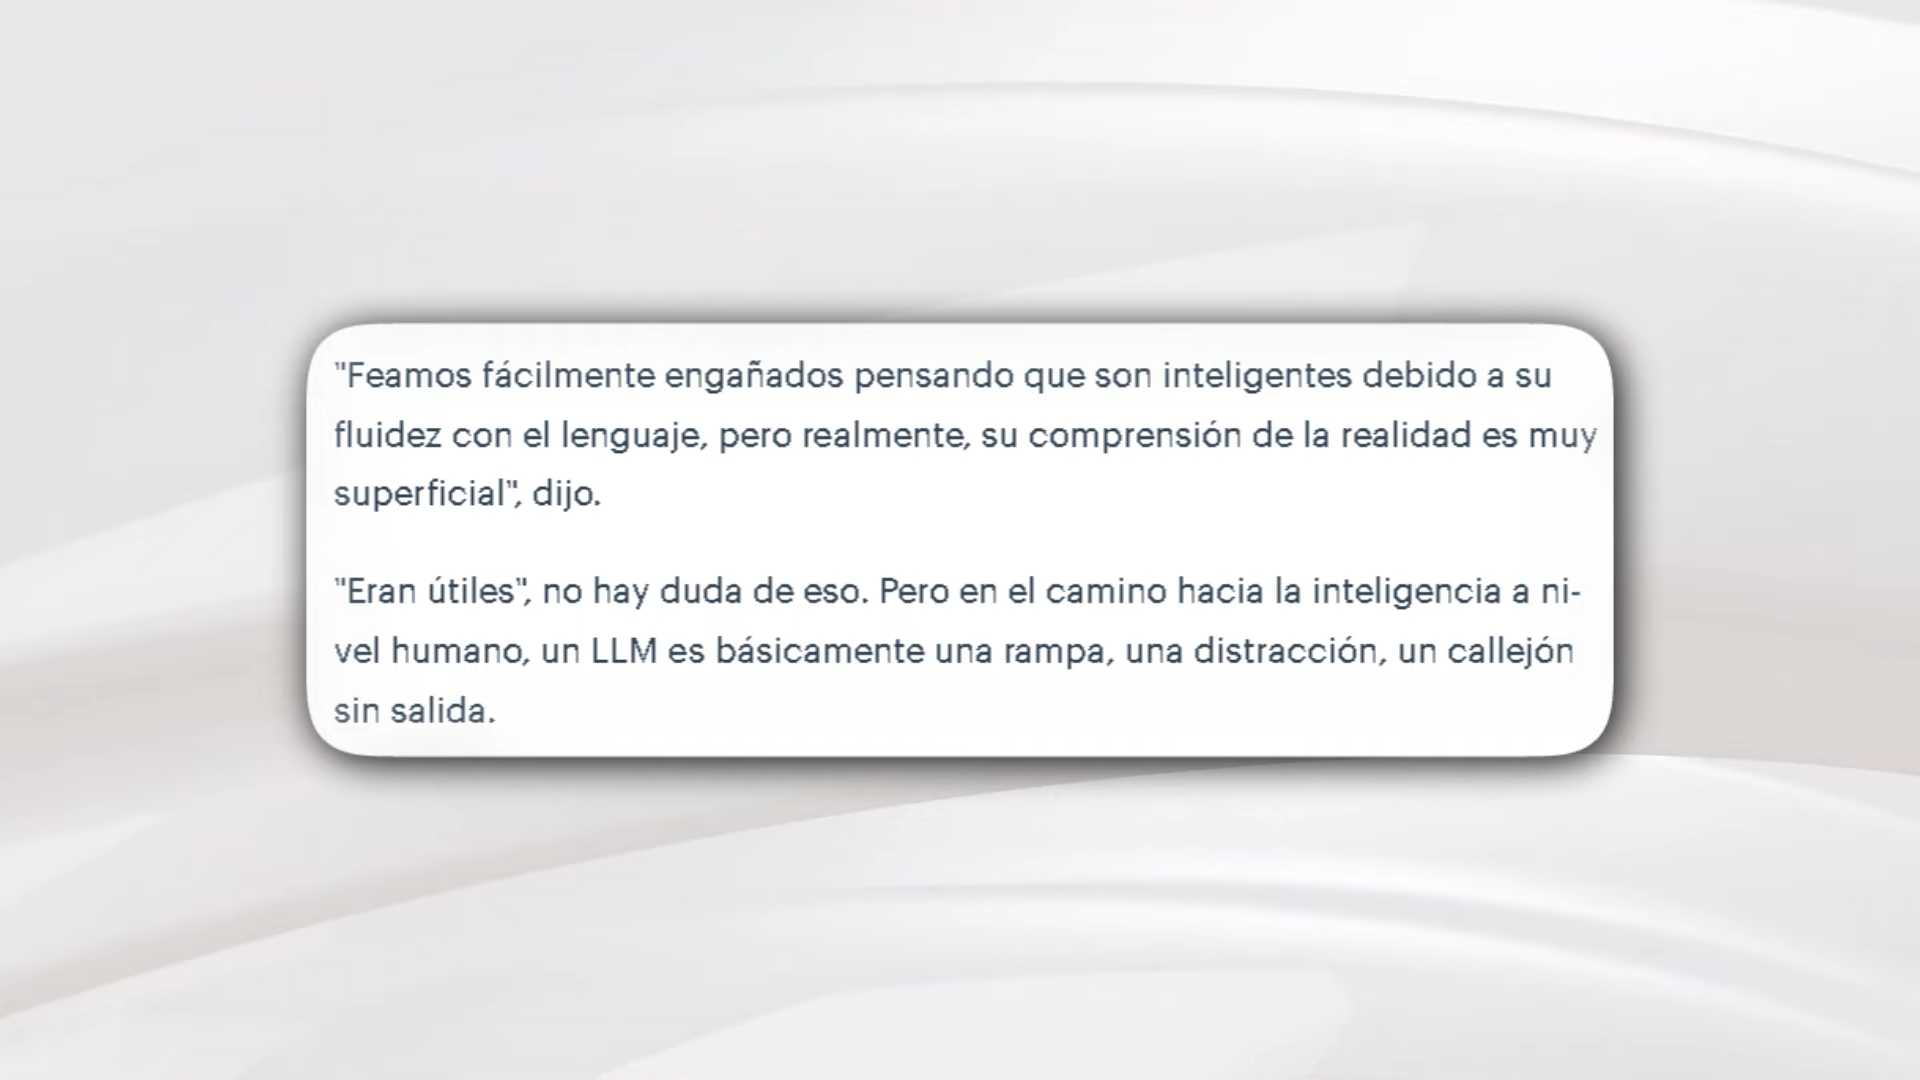 "Feamos fácilmente engañados pensando que son inteligentes debido a su
fluidez con el lenguaje, pero realmente, su comprensión de la realidad es muy
superficial", dijo.
"Eran útiles", no hay duda de eso. Pero en el camino hacia la inteligencia a ni-
vel humano, un LLM es básicamente una rampa, una distracción, un callejón
sin salida.